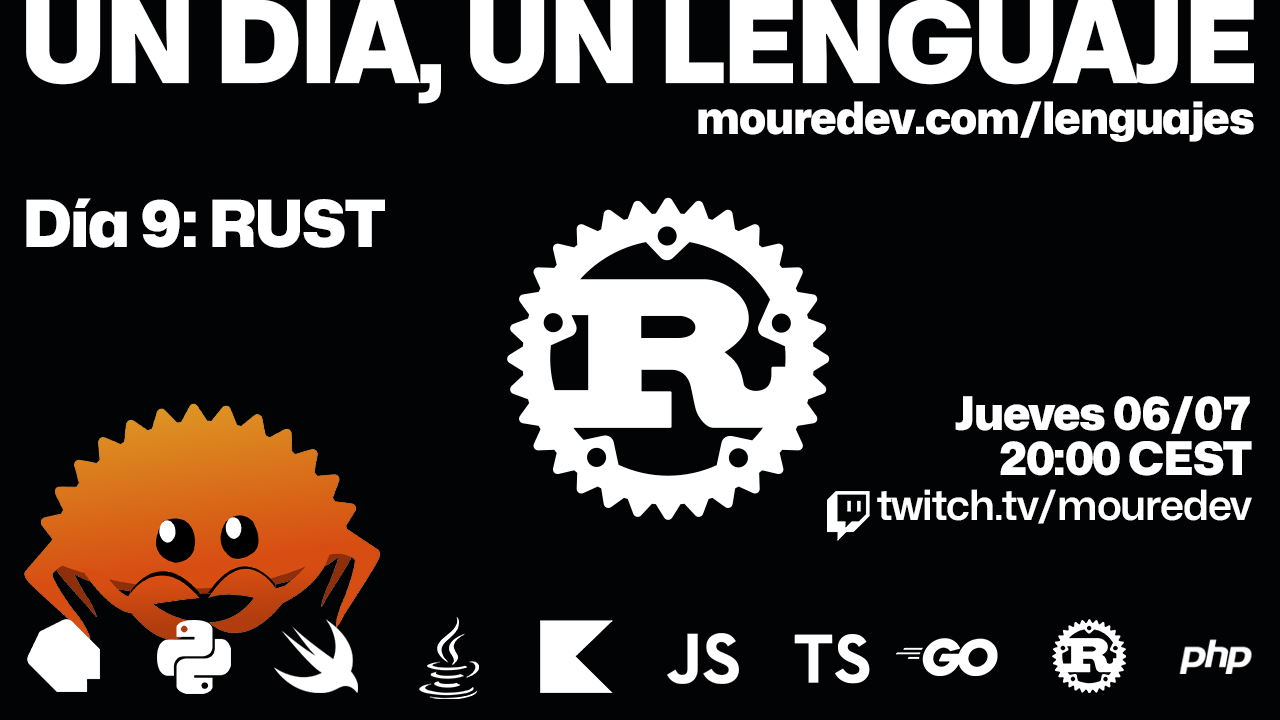 UN DÍA, UN LENGUAJE
mouredev.com/lenguajes
Día 9: RUST
R
Jueves 06/07
20:00 CEST
twitch.tv/mouredev
JS TS GO R php